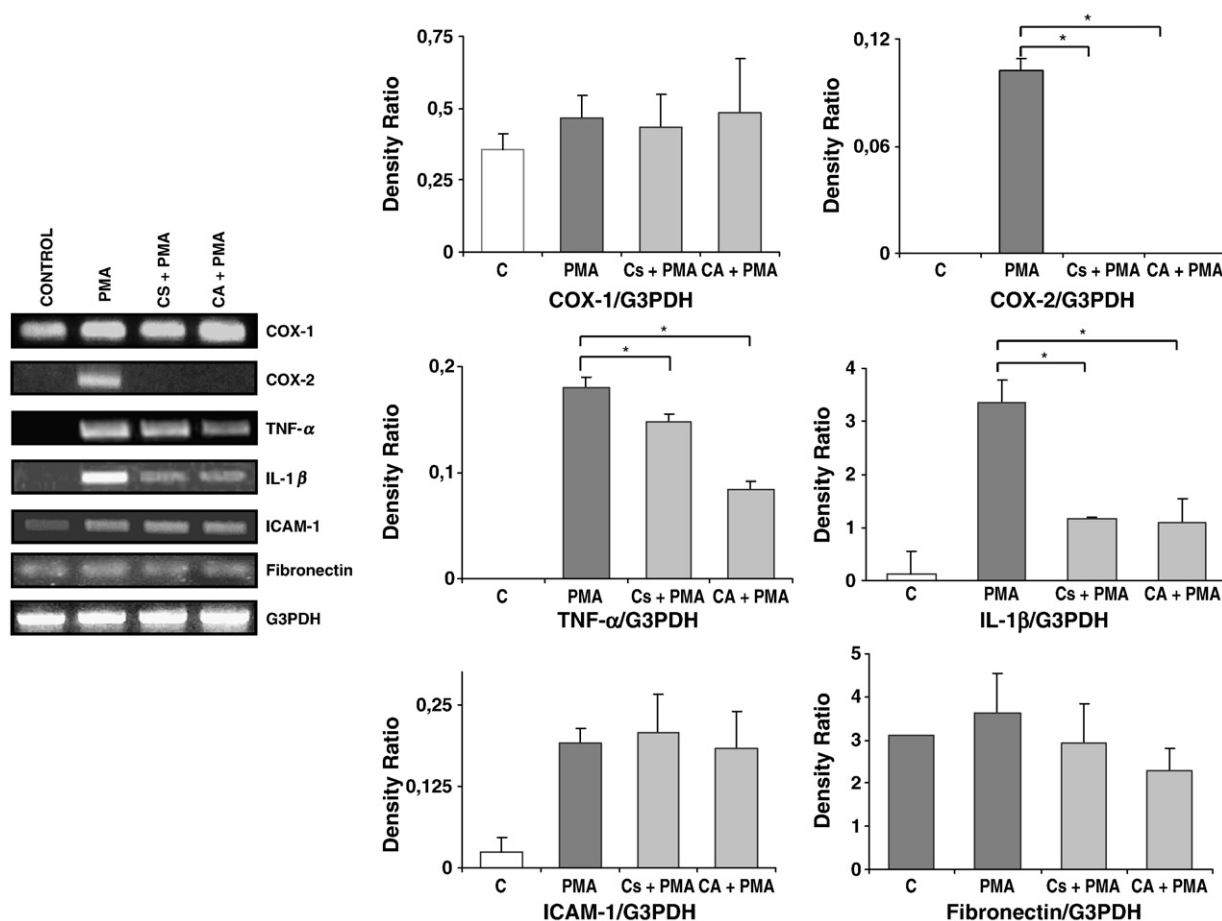 CONTROL
PMA
CS + PMA
CA + PMA
COX-1
COX-2
TNF-α
IL-1 β
ICAM-1
Fibronectin
G3PDH
Density Ratio
0,75
0,5
0,25
0
C
PMA
Cs + PMA
CA + PMA
COX-1/G3PDH
Density Ratio
0,12
0,06
0
*
*
C
PMA
Cs + PMA
CA + PMA
COX-2/G3PDH
Density Ratio
0,2
0,1
0
*
*
C
PMA
Cs + PMA
CA + PMA
TNF-α/G3PDH
Density Ratio
4
3
2
1
0
*
*
C
PMA
Cs + PMA
CA + PMA
IL-1β/G3PDH
Density Ratio
0,25
0,125
0
C
PMA
Cs + PMA
CA + PMA
ICAM-1/G3PDH
Density Ratio
5
4
3
2
1
0
C
PMA
Cs + PMA
CA + PMA
Fibronectin/G3PDH